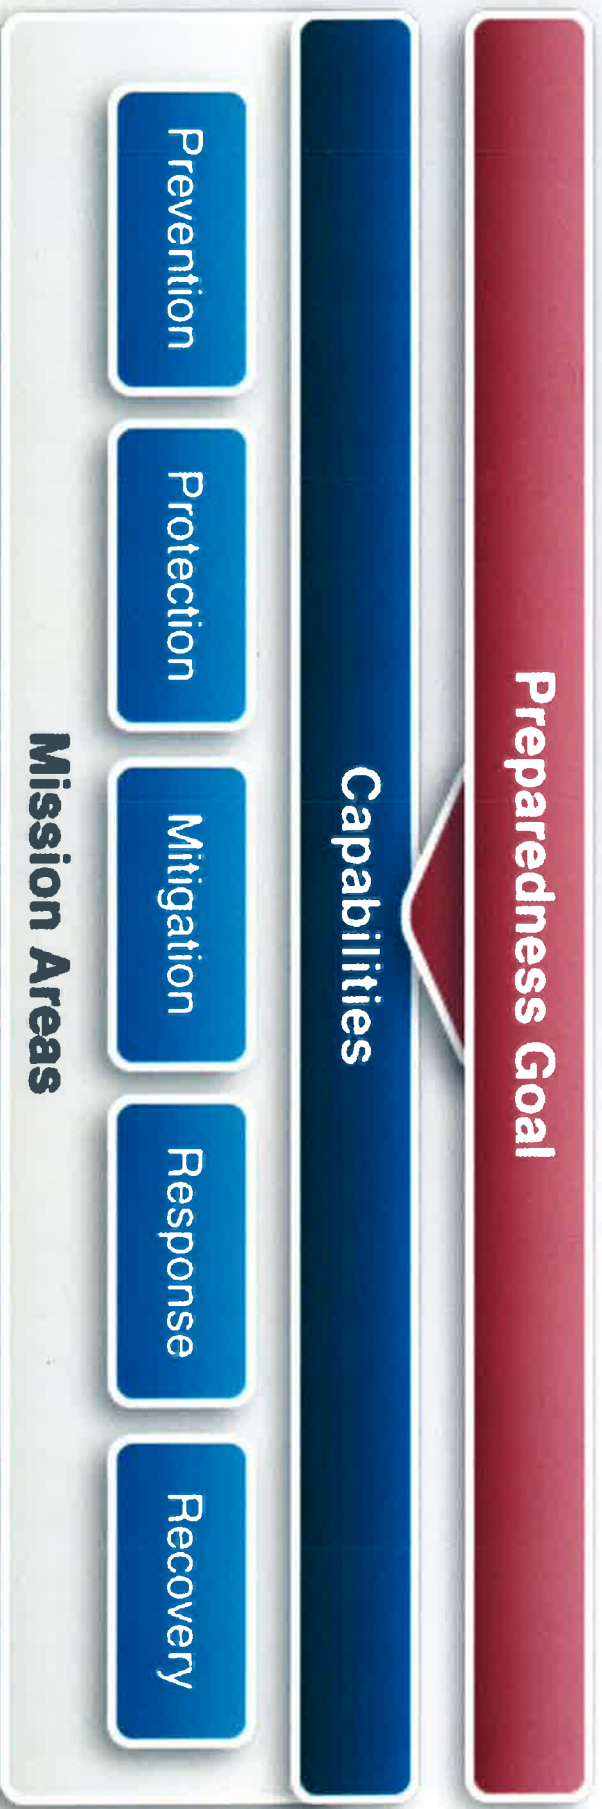 Preparedness Goal
Capabilities
Prevention
Protection
Mitigation
Response
Recovery
Mission Areas